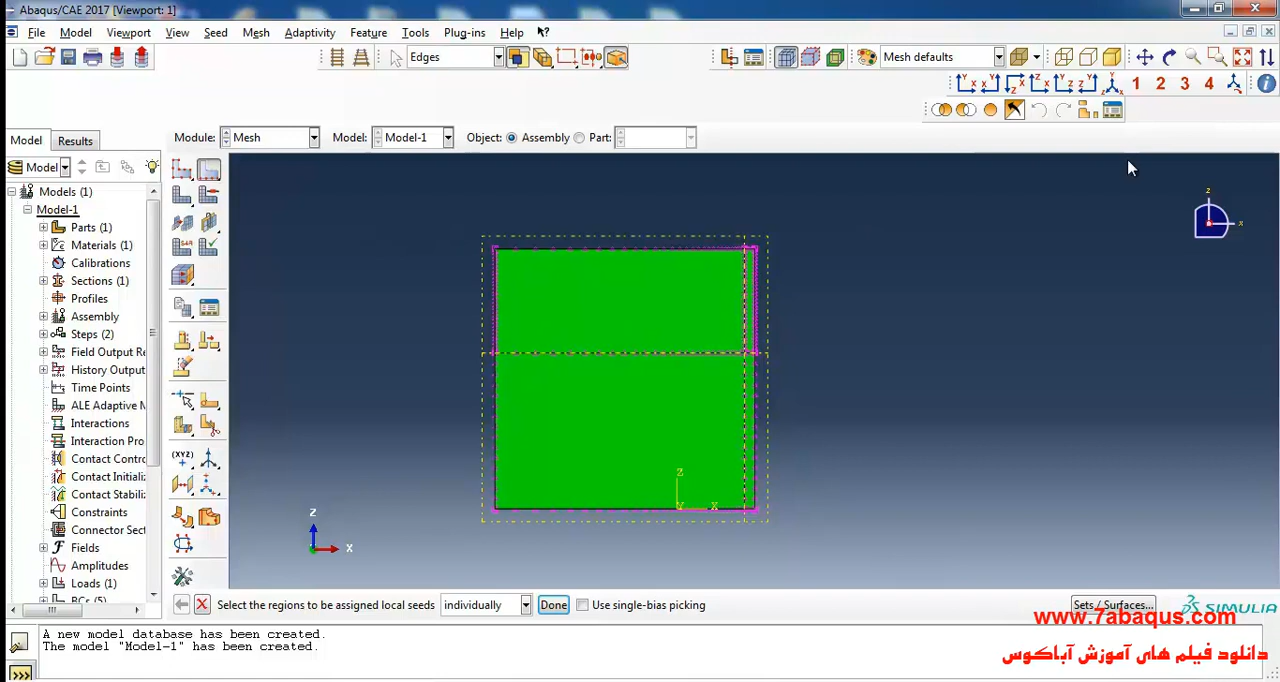 Abaqus/CAE 2017 [Viewport: 1]
File Model Viewport View Seed Mesh Adaptivity Feature Tools Plug-ins Help
Edges
Mesh defaults
1 2 3 4
Model Results
Module: Mesh Model: Model-1 Object: Assembly Part:
Model
Models (1)
Model-1
Parts (1)
Materials (1)
Calibrations
Sections (1)
Profiles
Assembly
Steps (2)
Field Output Re
History Output
Time Points
ALE Adaptive M
Interactions
Interaction Pro
Contact Contro
Contact Initializ
Contact Stabiliz
Constraints
Connector Sect
Fields
Amplitudes
Loads (1)
BCs (5)
z
x
Z
Y X
Z
X
Select the regions to be assigned local seeds individually Done Use single-bias picking
Sets / Surfaces...
SIMULIA
www.7abaqus.com
A new model database has been created.
The model "Model-1" has been created.
دانلود فیلم های آموزش آباکوس
>>>